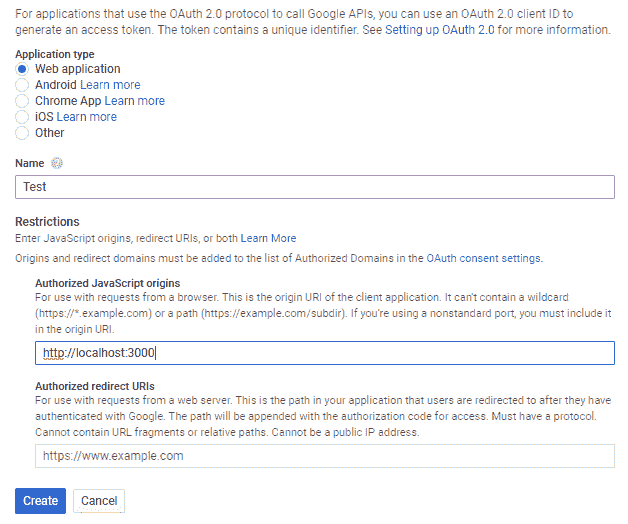 For applications that use the OAuth 2.0 protocol to call Google APIs, you can use an OAuth 2.0 client ID to
generate an access token. The token contains a unique identifier. See Setting up OAuth 2.0 for more information.
Application type
Web application
Android Learn more
Chrome App Learn more
iOS Learn more
Other
Name
Test
Restrictions
Enter JavaScript origins, redirect URIs, or both Learn More
Origins and redirect domains must be added to the list of Authorized Domains in the OAuth consent settings.
Authorized JavaScript origins
For use with requests from a browser. This is the origin URI of the client application. It can't contain a wildcard
(https://*.example.com) or a path (https://example.com/subdir). If you're using a nonstandard port, you must include it
in the origin URI.
http://localhost:3000
Authorized redirect URIs
For use with requests from a web server. This is the path in your application that users are redirected to after they have
authenticated with Google. The path will be appended with the authorization code for access. Must have a protocol.
Cannot contain URL fragments or relative paths. Cannot be a public IP address.
https://www.example.com
Create Cancel